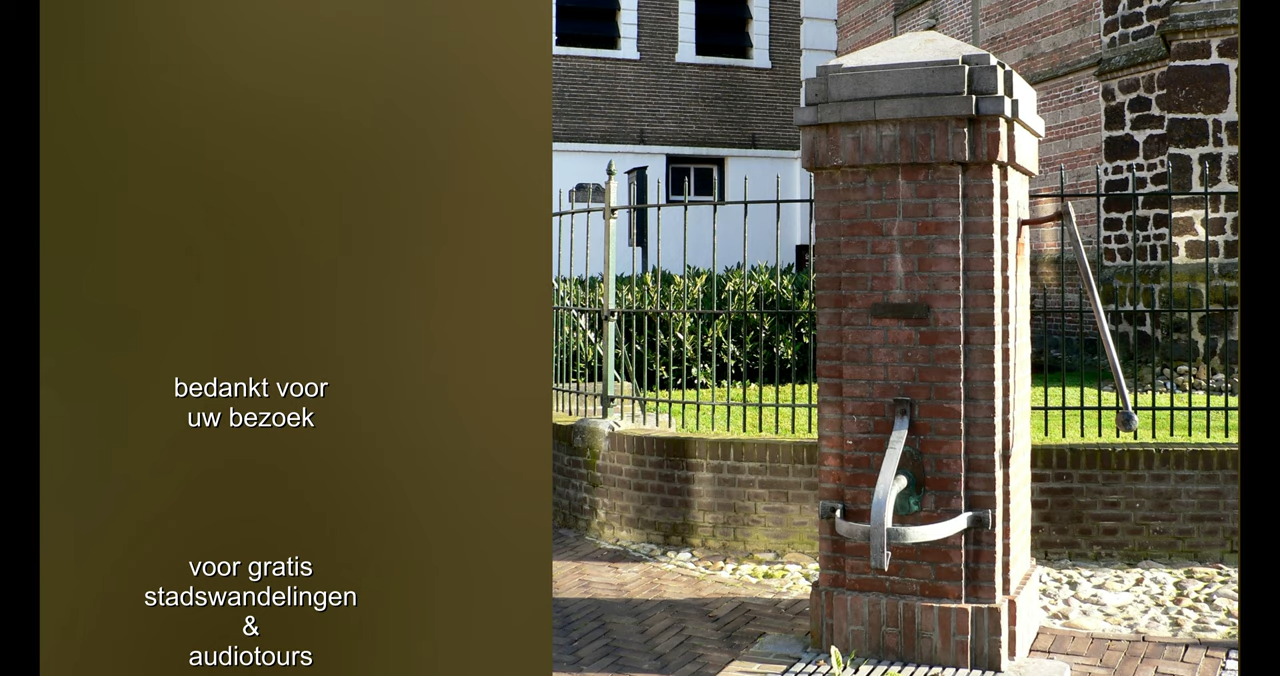 bedankt voor
uw bezoek
voor gratis
stadswandelingen
&
audiotours